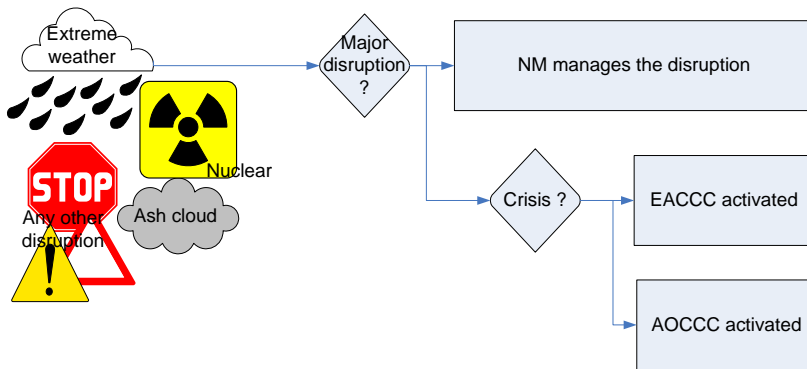 Extreme
weather
Major
disruption
?
NM manages the disruption
Nuclear
STOP
Any other
disruption
!
Ash cloud
Crisis ?
EACCC activated
AOCCC activated